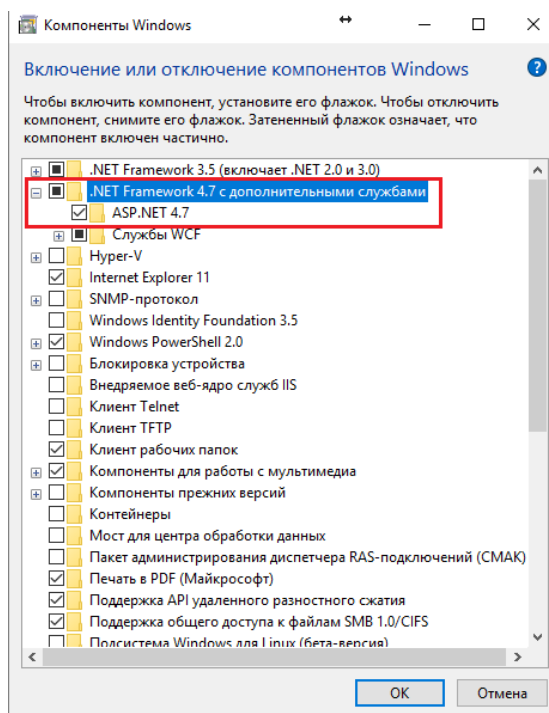 Компоненты Windows
Включение или отключение компонентов Windows
Чтобы включить компонент, установите его флажок. Чтобы отключить
компонент, снимите его флажок. Затененный флажок означает, что
компонент включен частично.
.NET Framework 3.5 (включает .NET 2.0 и 3.0)
.NET Framework 4.7 с дополнительными службами
ASP.NET 4.7
Службы WCF
Hyper-V
Internet Explorer 11
SNMP-протокол
Windows Identity Foundation 3.5
Windows PowerShell 2.0
Блокировка устройства
Внедряемое веб-ядро служб IIS
Клиент Telnet
Клиент TFTP
Клиент рабочих папок
Компоненты для работы с мультимедиа
Компоненты прежних версий
Контейнеры
Мост для центра обработки данных
Пакет администрирования диспетчера RAS-подключений (CMAK)
Печать в PDF (Майкрософт)
Поддержка API удаленного разностного сжатия
Поддержка общего доступа к файлам SMB 1.0/CIFS
Подсистема Windows для Linux (бета-версия)
ОК Отмена